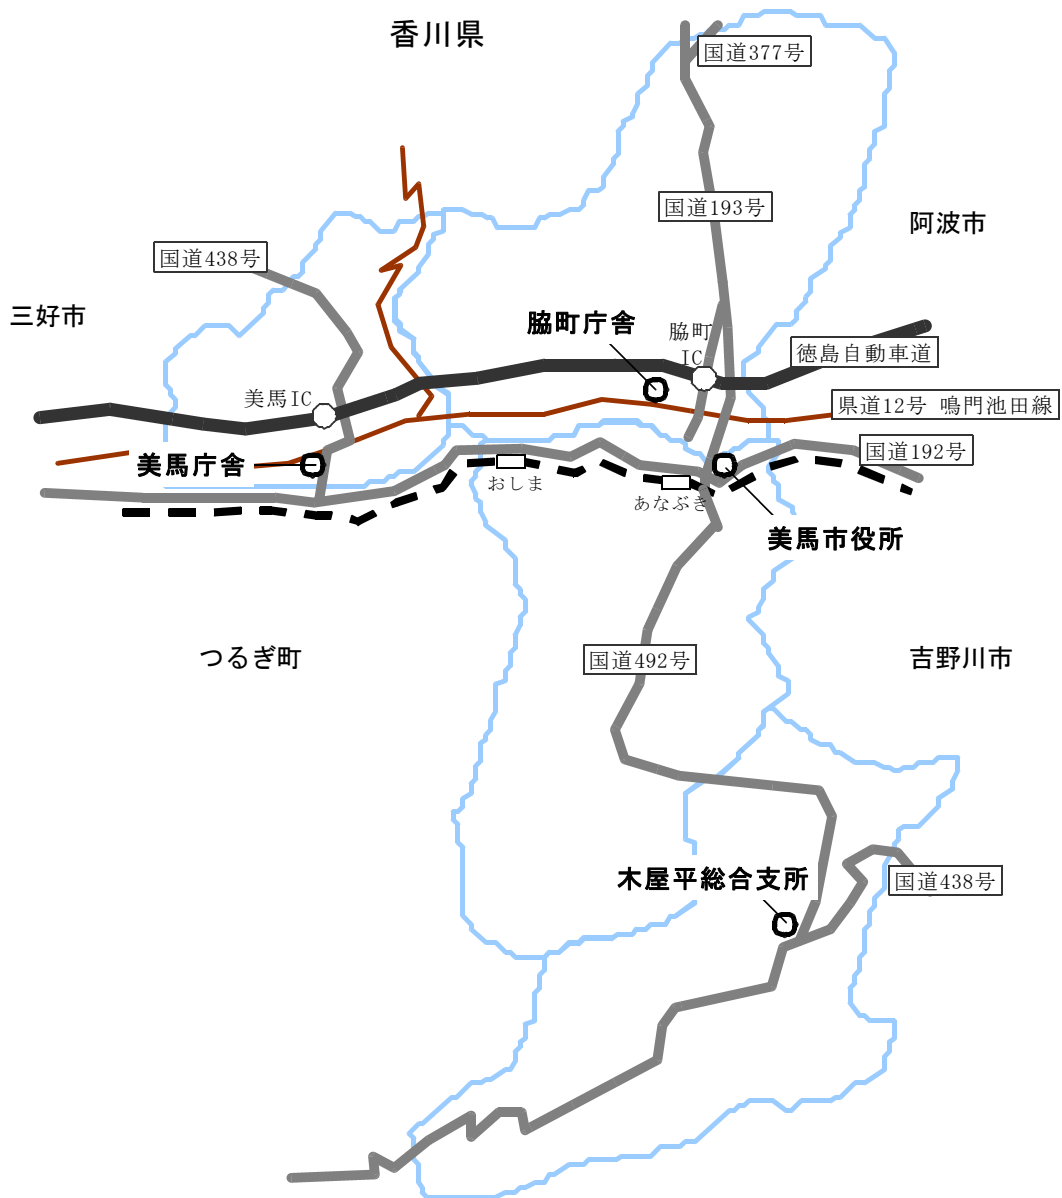 香川県
国道377号
国道193号
阿波市
国道438号
三好市
脇町庁舎
脇町
IC
徳島自動車道
美馬IC
県道12号 鳴門池田線
国道192号
美馬庁舎
おしま
あなぶき
美馬市役所
つるぎ町
国道492号
吉野川市
木屋平総合支所
国道438号